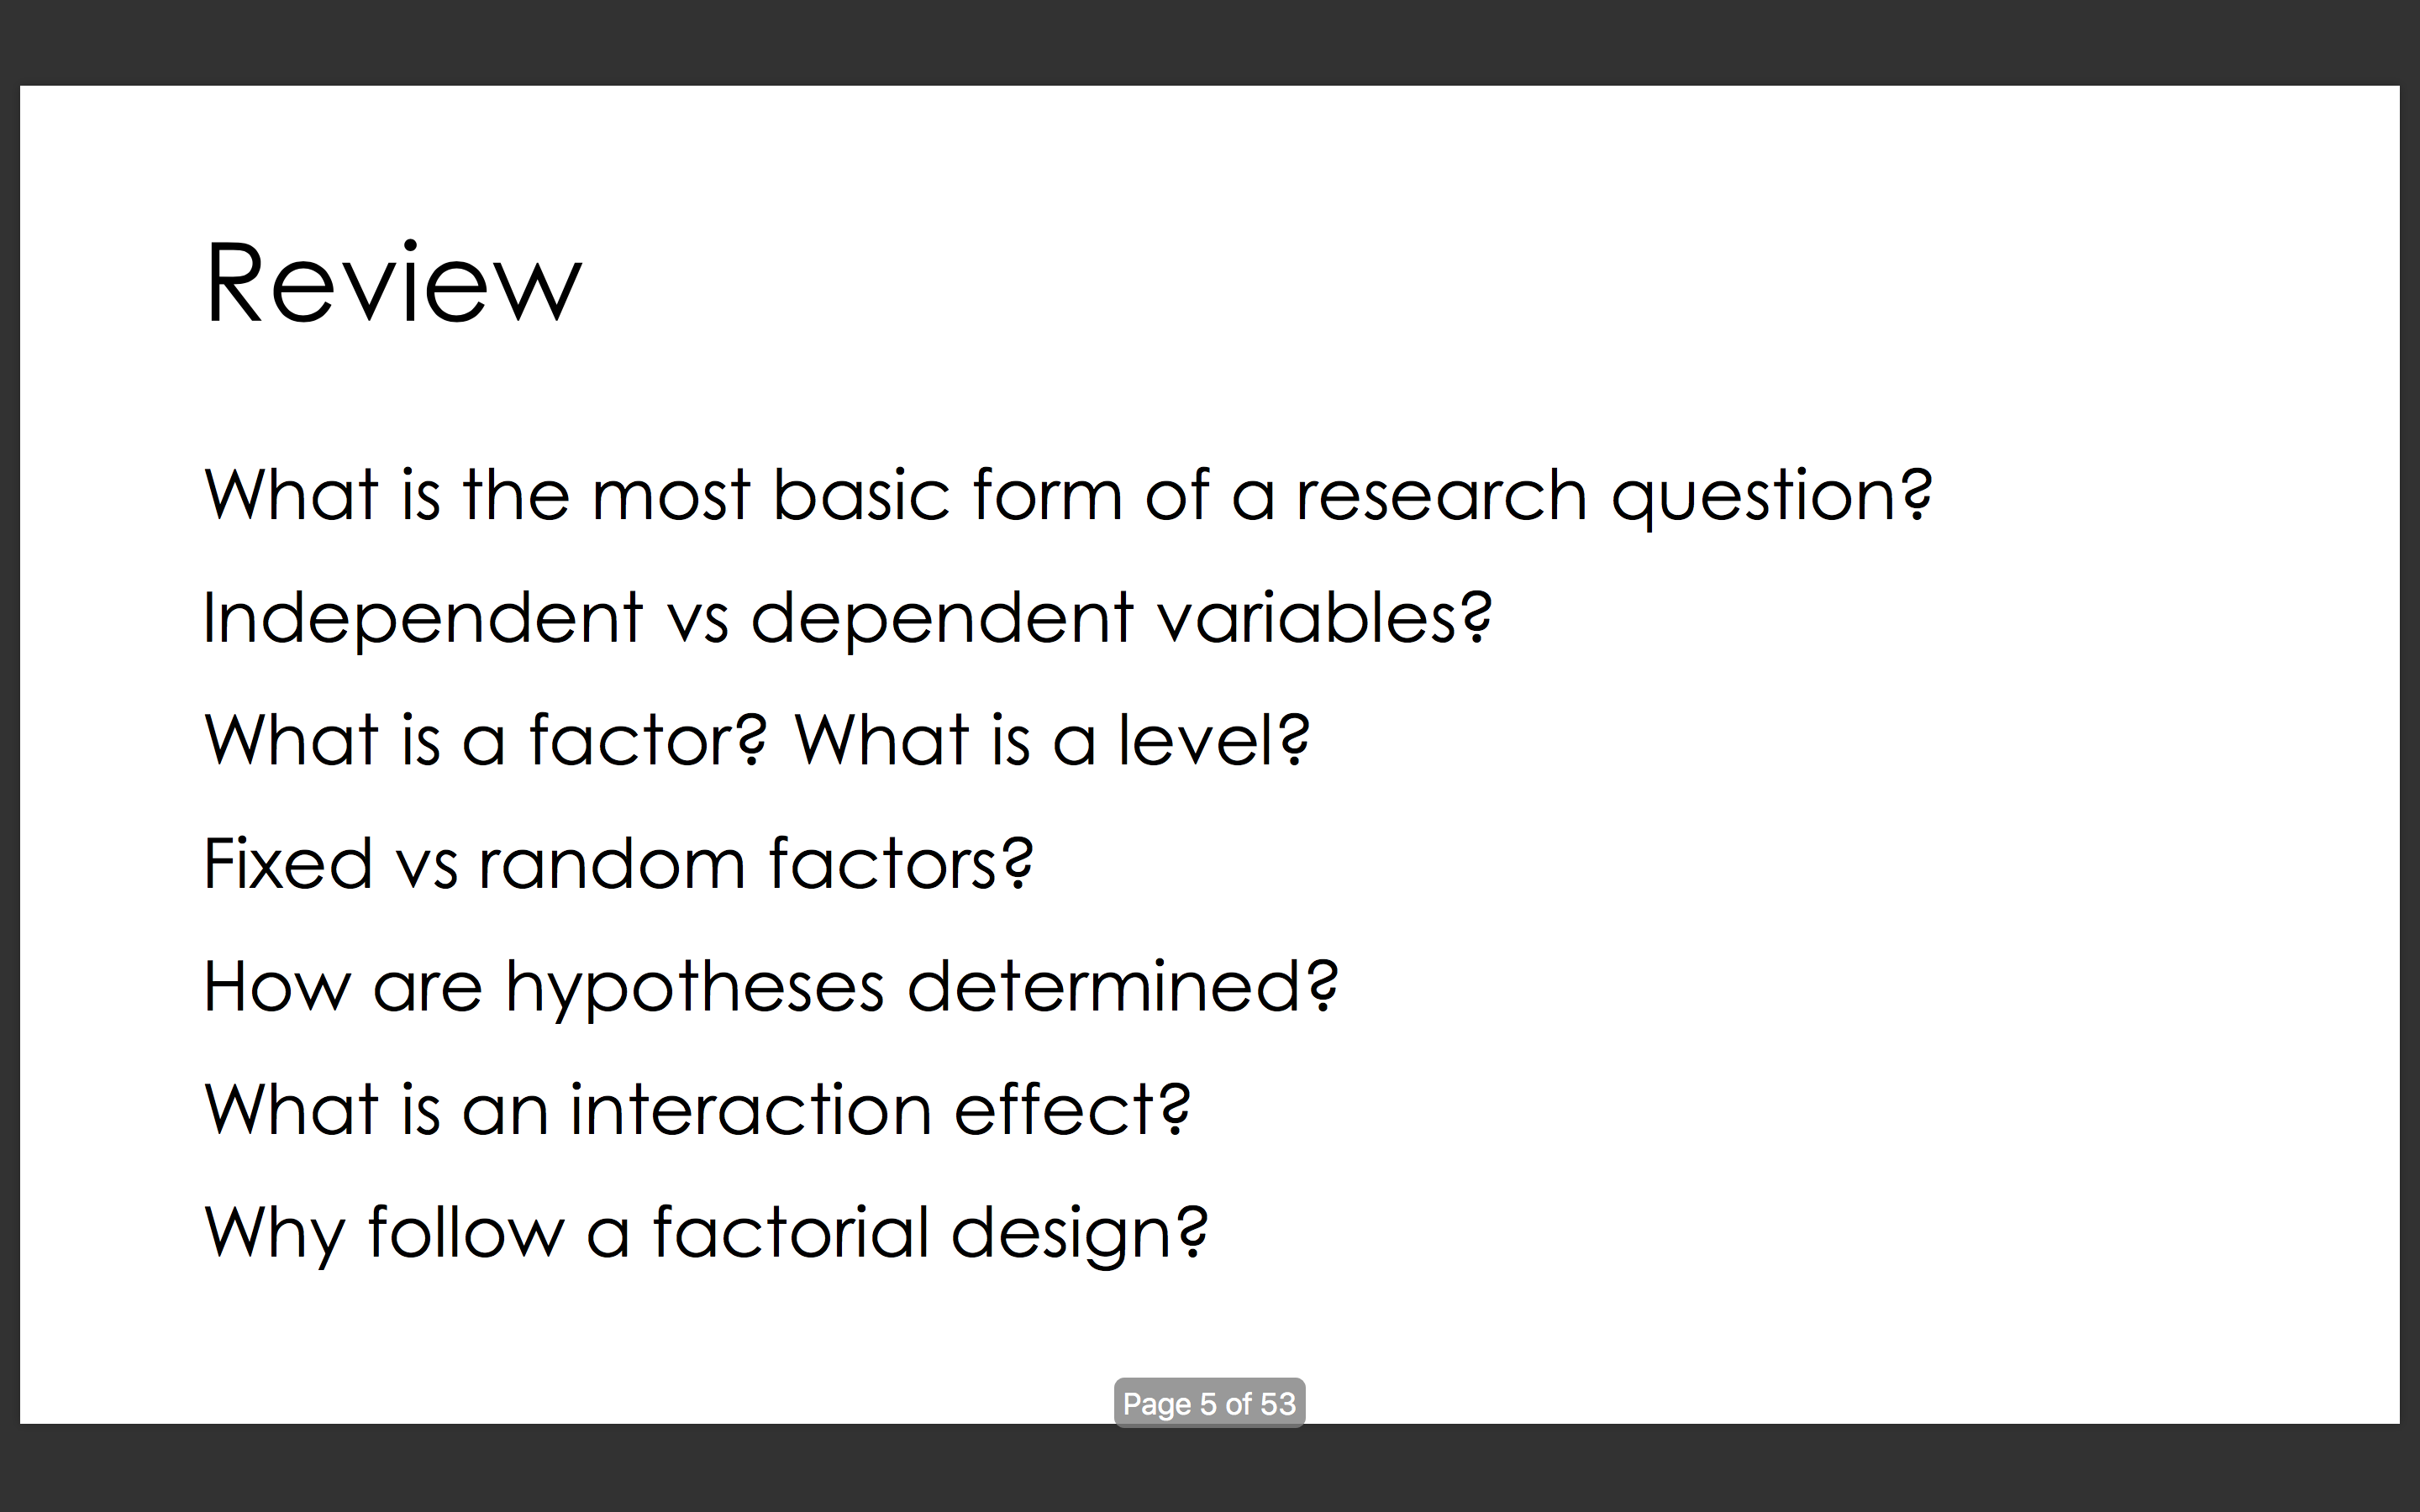 Review
What is the most basic form of a research question?
Independent vs dependent variables?
What is a factor? What is a level?
Fixed vs random factors?
How are hypotheses determined?
What is an interaction effect?
Why follow a factorial design?
Page 5 of 53